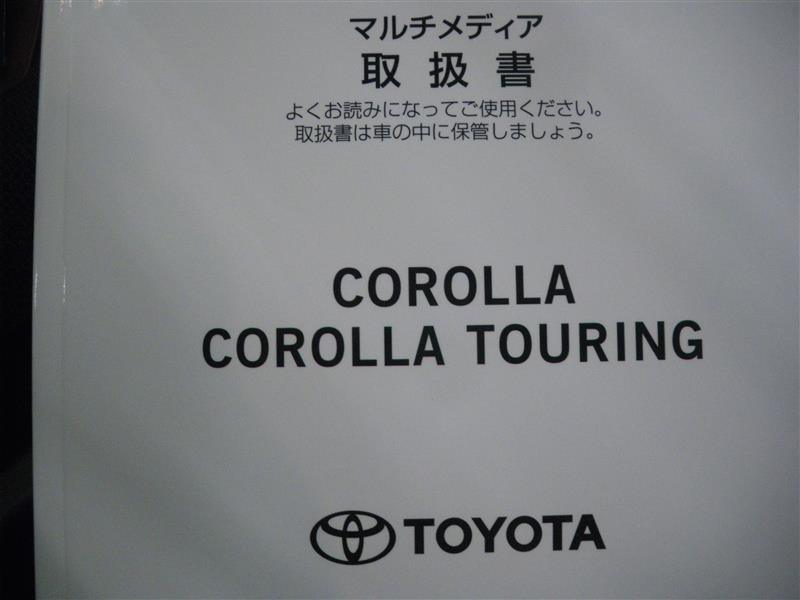 マルチメディア
取扱書
よくお読みになってご使用ください。
取扱書は車の中に保管しましょう。
COROLLA
COROLLA TOURING
TOYOTA